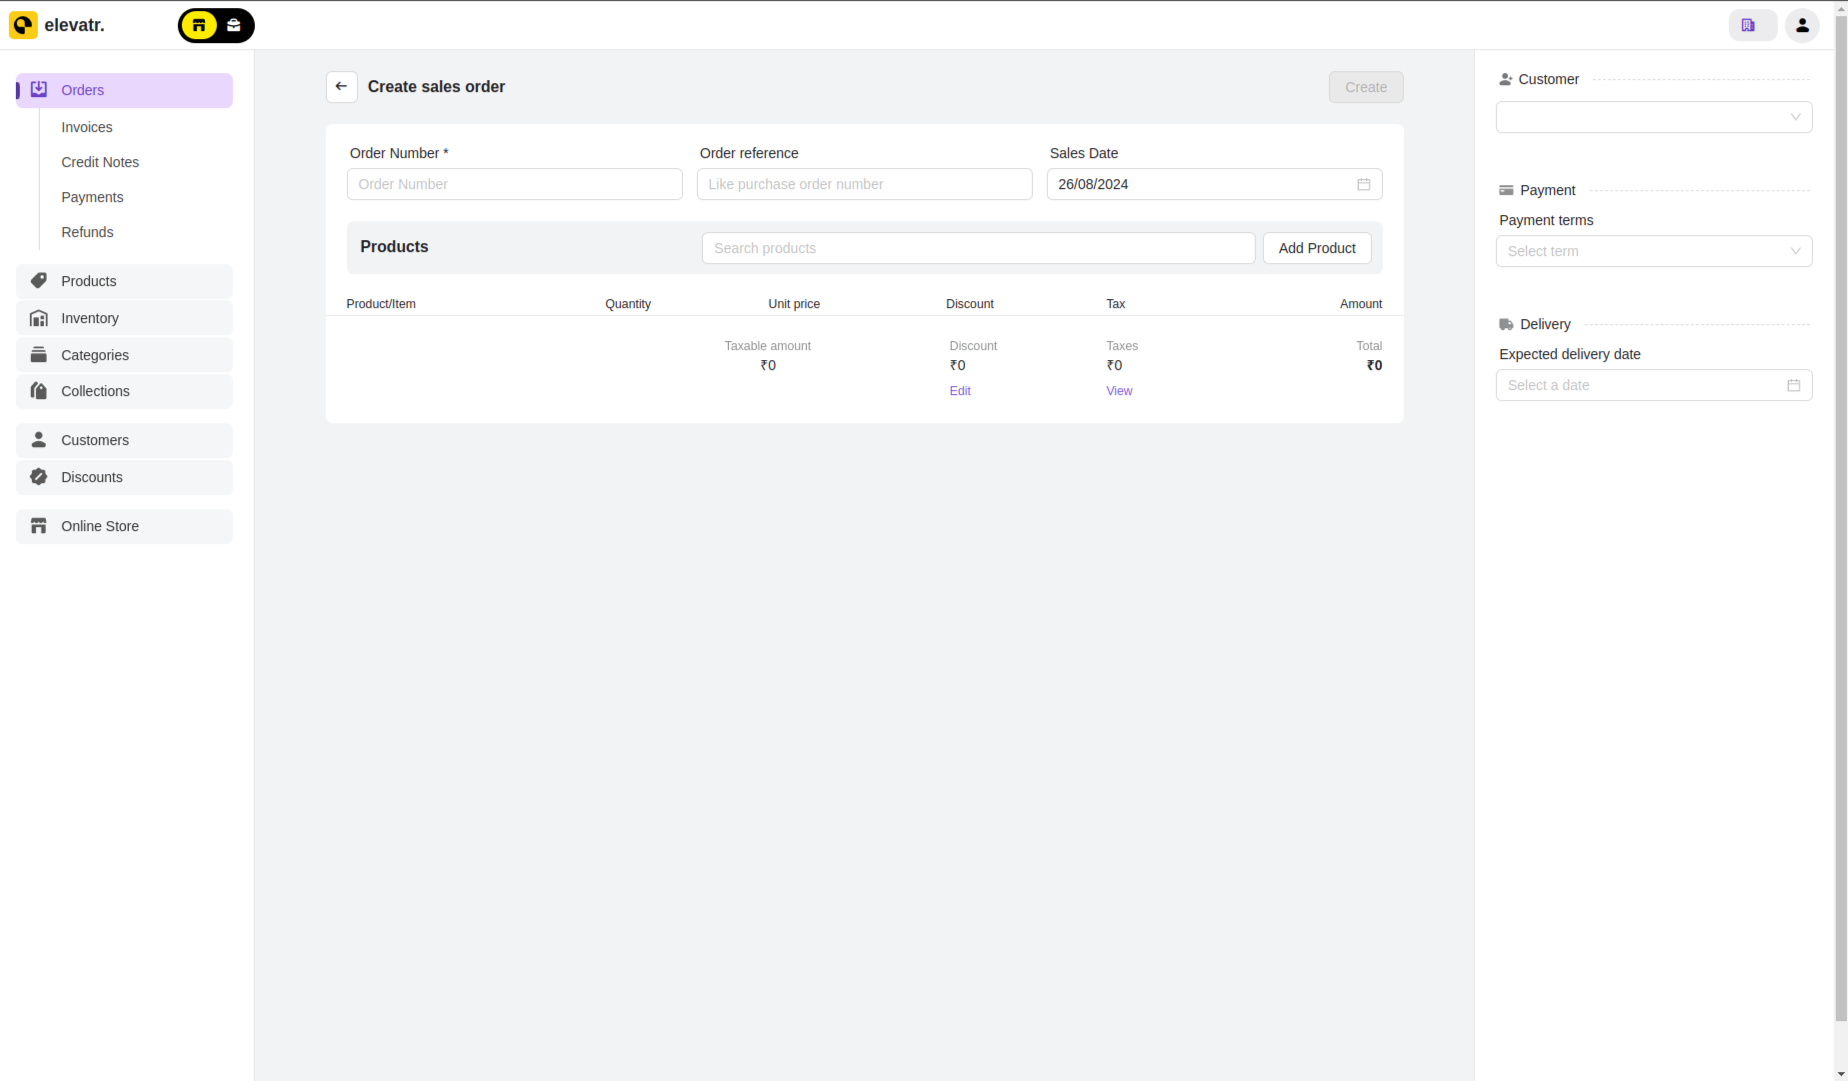 elevatr.
Orders
Invoices
Credit Notes
Payments
Refunds
Products
Inventory
Categories
Collections
Customers
Discounts
Online Store
Create sales order
Create
Order Number *
Order reference
Sales Date
Order Number
Like purchase order number
26/08/2024
Products
Search products
Add Product
Product/Item Quantity Unit price Discount Tax Amount
Taxable amount Discount Taxes Total
₹0 ₹0 ₹0 ₹0
Edit View
Customer
Payment
Payment terms
Select term
Delivery
Expected delivery date
Select a date